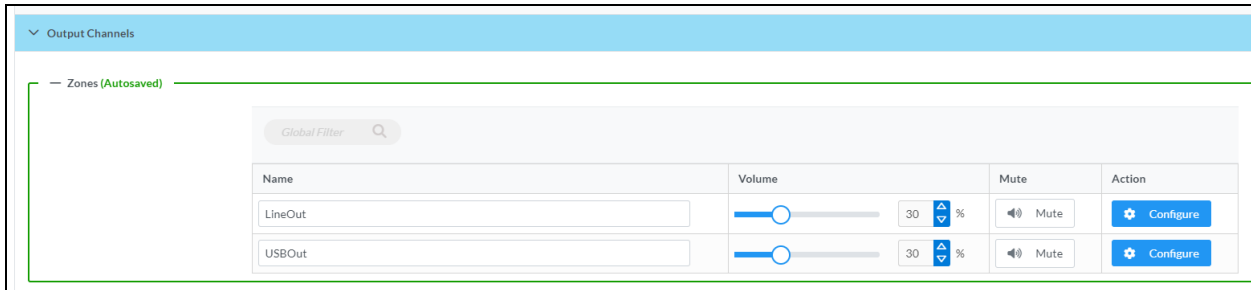 Output Channels
Zones (Autosaved)
Global Filter
Name Volume Mute Action
LineOut 30 % Mute Configure
USBOut 30 % Mute Configure